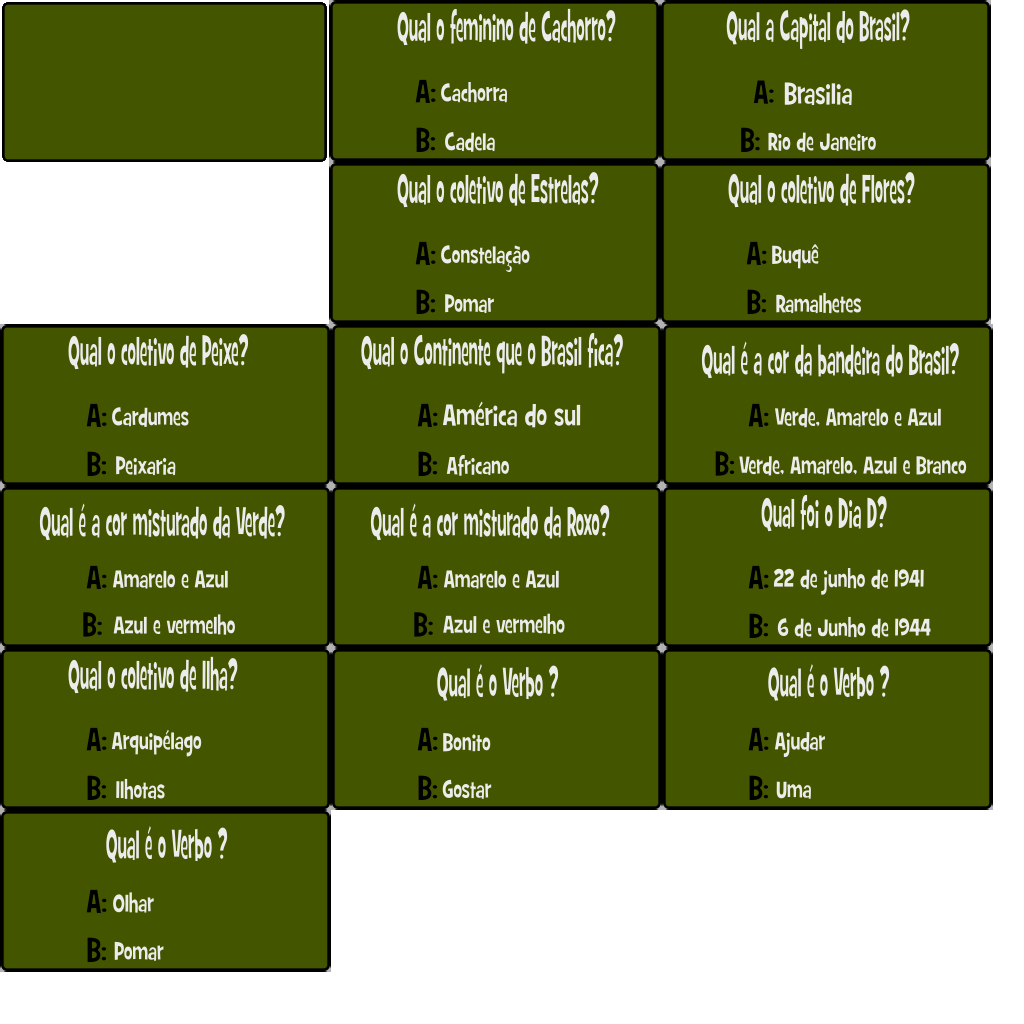 Qual o feminino de Cachorro?
A: Cachorra
B: Cadela
Qual a Capital do Brasil?
A: Brasilia
B: Rio de Janeiro
Qual o coletivo de Estrelas?
A: Constelação
B: Pomar
Qual o coletivo de Flores?
A: Buquê
B: Ramalhetes
Qual o coletivo de Peixe?
A: Cardumes
B: Peixaria
Qual o Continente que o Brasil fica?
A: América do sul
B: Africano
Qual é a cor da bandeira do Brasil?
A: Verde, Amarelo e Azul
B: Verde, Amarelo, Azul e Branco
Qual é a cor misturado da Verde?
A: Amarelo e Azul
B: Azul e vermelho
Qual é a cor misturado da Roxo?
A: Amarelo e Azul
B: Azul e vermelho
Qual foi o Dia D?
A: 22 de junho de 1941
B: 6 de Junho de 1944
Qual o coletivo de Ilha?
A: Arquipélago
B: Ilhotas
Qual é o Verbo ?
A: Bonito
B: Gostar
Qual é o Verbo ?
A: Ajudar
B: Uma
Qual é o Verbo ?
A: Olhar
B: Pomar